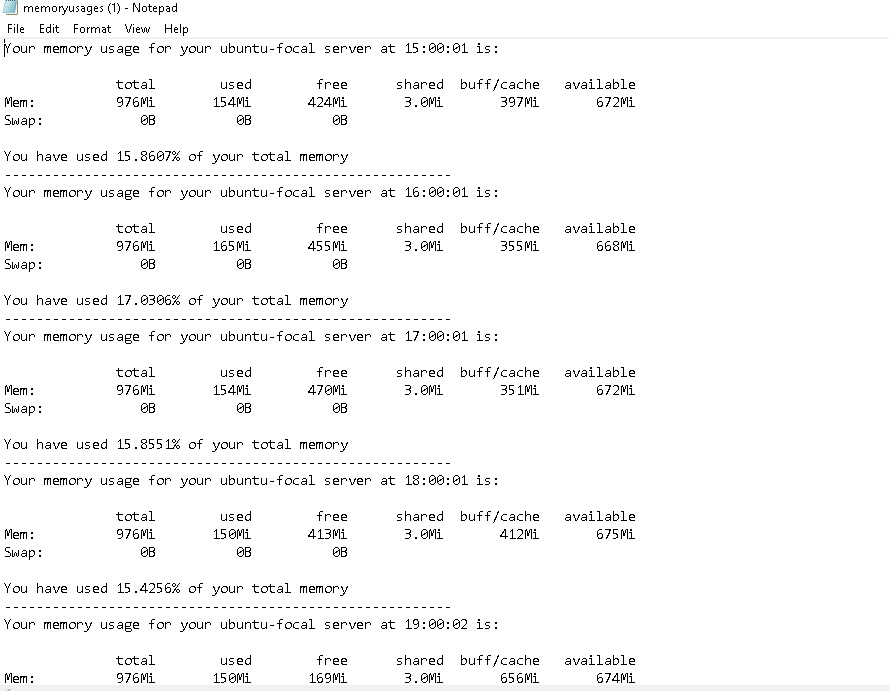 memoryusages (1) - Notepad
File Edit Format View Help
Your memory usage for your ubuntu-focal server at 15:00:01 is:
total used free shared buff/cache available
Mem: 976Mi 154Mi 424Mi 3.0Mi 397Mi 672Mi
Swap: 0B 0B 0B
You have used 15.8607% of your total memory
--------------------------------------------------------
Your memory usage for your ubuntu-focal server at 16:00:01 is:
total used free shared buff/cache available
Mem: 976Mi 165Mi 455Mi 3.0Mi 355Mi 668Mi
Swap: 0B 0B 0B
You have used 17.0306% of your total memory
--------------------------------------------------------
Your memory usage for your ubuntu-focal server at 17:00:01 is:
total used free shared buff/cache available
Mem: 976Mi 154Mi 470Mi 3.0Mi 351Mi 672Mi
Swap: 0B 0B 0B
You have used 15.8551% of your total memory
--------------------------------------------------------
Your memory usage for your ubuntu-focal server at 18:00:01 is:
total used free shared buff/cache available
Mem: 976Mi 150Mi 413Mi 3.0Mi 412Mi 675Mi
Swap: 0B 0B 0B
You have used 15.4256% of your total memory
--------------------------------------------------------
Your memory usage for your ubuntu-focal server at 19:00:02 is:
total used free shared buff/cache available
Mem: 976Mi 150Mi 169Mi 3.0Mi 656Mi 674Mi